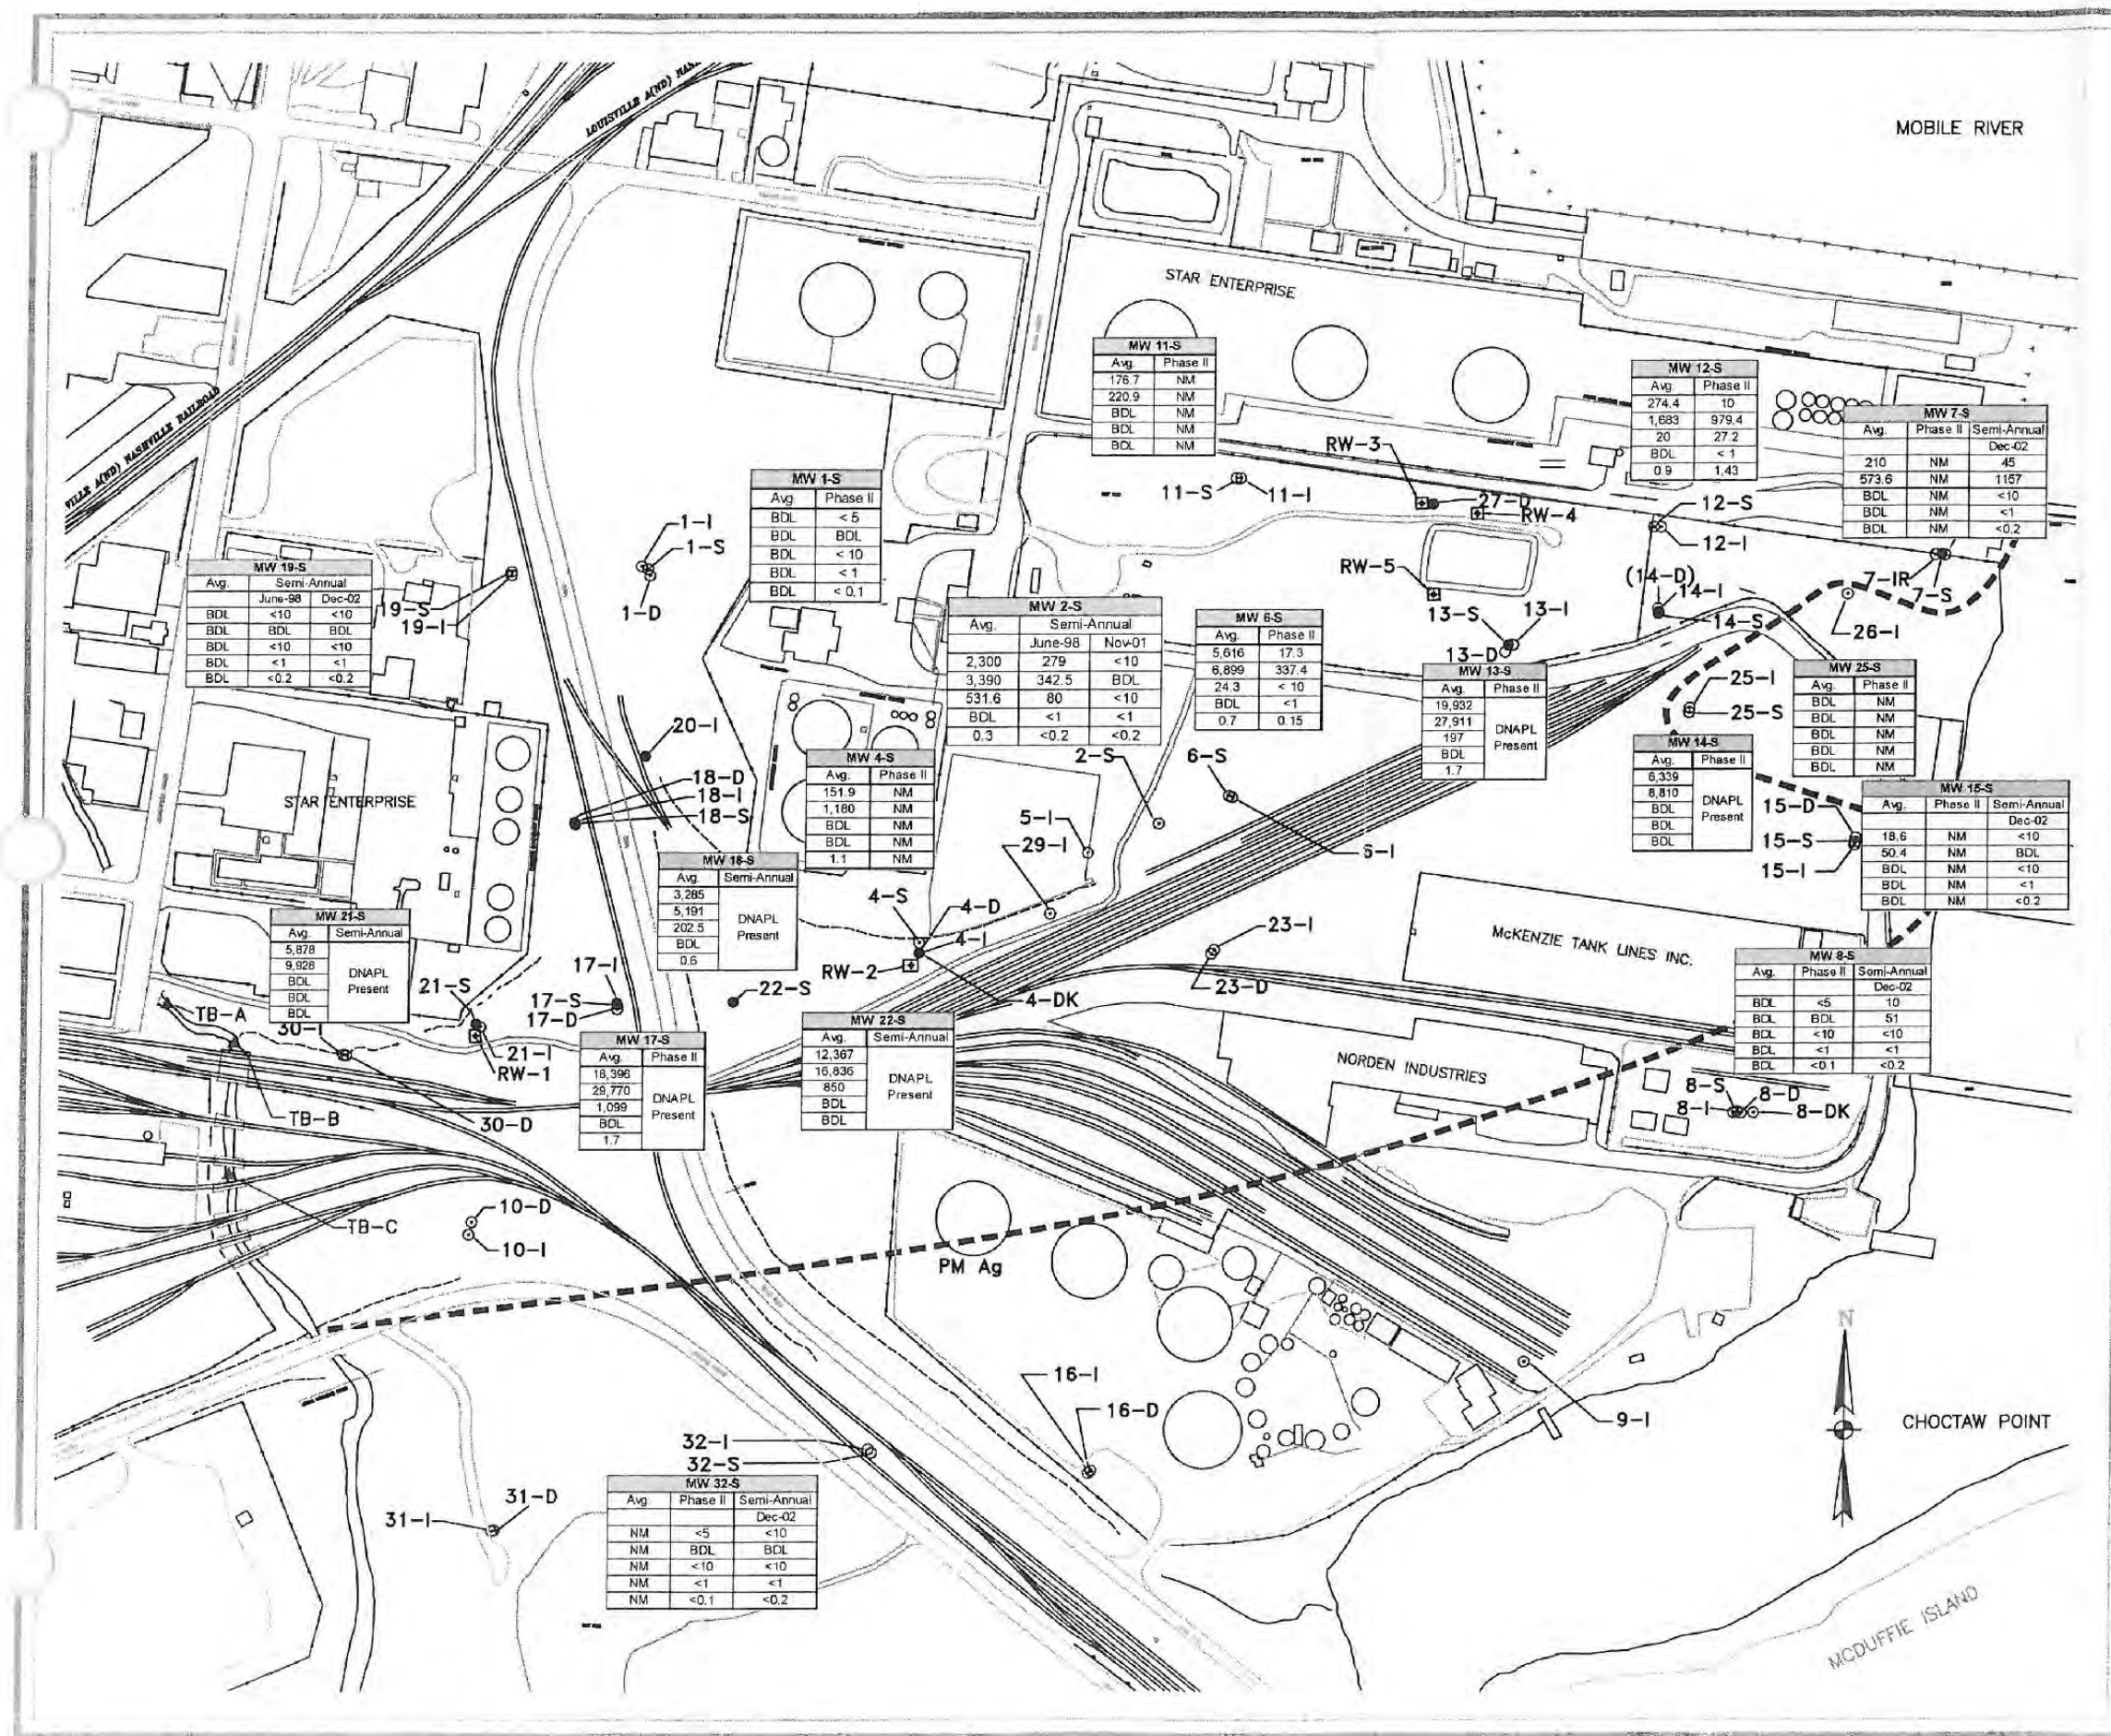 MOBILE RIVER
LOUISVILLE A(ND)
STAR ENTERPRISE
VILLE A(ND) NASHVILLE RAILROAD
MW 11-S
Avg. Phase II
176.7 NM
220.9 NM
BDL NM
BDL NM
BDL NM
MW 12-S
Avg. Phase II
274.4 10
1,683 979.4
20 27.2
BDL < 1
0.9 1.43
MW 7-S
Avg. Phase II Semi-Annual
Dec-02
210 NM 45
573.6 NM 1157
BDL NM <10
BDL NM <1
BDL NM <0.2
RW-3
11-S 11-I
27-D
RW-4
12-S
12-I
MW 1-S
Avg. Phase II
BDL < 5
BDL BDL
BDL < 10
BDL < 1
BDL < 0.1
1-I
1-S
1-D
RW-5
(14-D)
14-I
14-S
7-IR
7-S
26-I
MW 19-S
Avg. Semi-Annual
June-98 Dec-02
BDL <10 <10
BDL BDL BDL
BDL <10 <10
BDL <1 <1
BDL <0.2 <0.2
19-S
19-I
MW 2-S
Avg. Semi-Annual
June-98 Nov-01
2,300 279 <10
3,390 342.5 BDL
531.6 80 <10
BDL <1 <1
0.3 <0.2 <0.2
MW 6-S
Avg. Phase II
5,616 17.3
6,899 337.4
24.3 < 10
BDL <1
0.7 0.15
13-S 13-I
13-D
MW 13-S
Avg. Phase II
19,932
27,911
197
BDL
1.7
DNAPL
Present
25-I
25-S
MW 25-S
Avg. Phase II
BDL NM
BDL NM
BDL NM
BDL NM
BDL NM
20-I
18-D
18-I
18-S
MW 4-S
Avg. Phase II
151.9 NM
1,180 NM
BDL NM
BDL NM
1.1 NM
2-S
6-S
6-I
5-I
29-I
MW 14-S
Avg. Phase II
6,339
8,810
BDL
BDL
BDL
DNAPL
Present
15-D
15-S
15-I
MW 15-S
Avg. Phase II Semi-Annual
Dec-02
18.6 NM <10
50.4 NM BDL
BDL NM <10
BDL NM <1
BDL NM <0.2
STAR ENTERPRISE
MW 18-S
Avg. Semi-Annual
3,285
5,191
202.5
BDL
0.6
DNAPL
Present
4-S
4-D
4-I
RW-2
4-DK
23-I
23-D
McKENZIE TANK LINES INC.
MW 21-S
Avg. Semi-Annual
5,878
9,928
BDL
BDL
BDL
DNAPL
Present
21-S
21-I
RW-1
17-I
17-S
17-D
22-S
TB-A
30-I
TB-B
30-D
MW 17-S
Avg. Phase II
18,396
29,770
1,099
BDL
1.7
DNAPL
Present
MW 22-S
Avg. Semi-Annual
12,367
16,836
850
BDL
BDL
DNAPL
Present
MW 8-S
Avg. Phase II Semi-Annual
Dec-02
BDL <5 10
BDL BDL 51
BDL <10 <10
BDL <1 <1
BDL <0.1 <0.2
NORDEN INDUSTRIES
8-S
8-D
8-I
8-DK
TB-C
10-D
10-I
PM Ag
16-I
16-D
9-I
N
CHOCTAW POINT
32-I
32-S
31-D
31-I
MW 32-S
Avg. Phase II Semi-Annual
Dec-02
NM <5 <10
NM BDL BDL
NM <10 <10
NM <1 <1
NM <0.1 <0.2
MCDUFFIE ISLAND